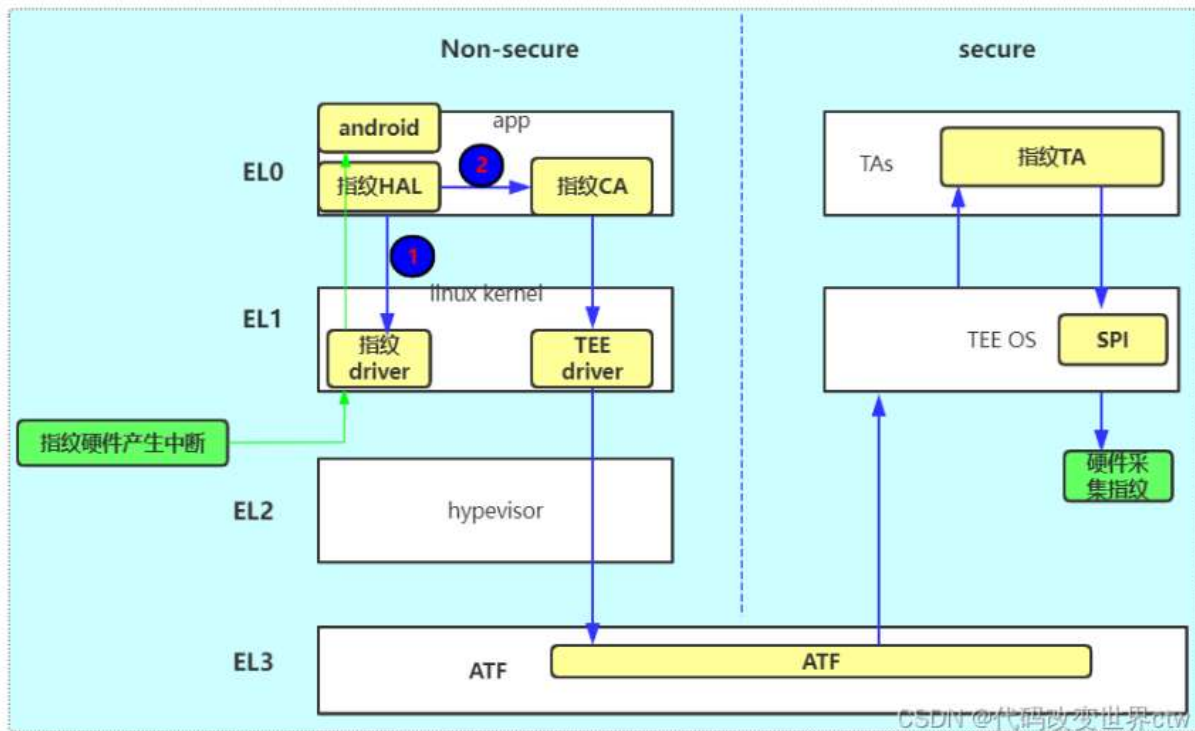 Non-secure
secure
android
app
EL0
指纹HAL
2
指纹CA
TAs
指纹TA
1
linux kernel
EL1
指纹
driver
TEE
driver
TEE OS
SPI
指纹硬件产生中断
硬件采
集指纹
EL2
hypevisor
EL3
ATF
ATF
CSDN @代码改变世界ctw